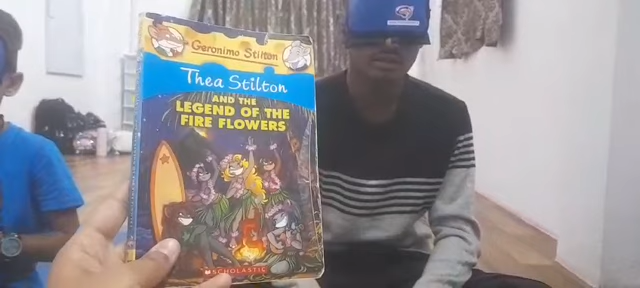 Geronimo Stilton
Thea Stilton
AND THE
LEGEND OF THE
FIRE FLOWERS
SCHOLASTIC